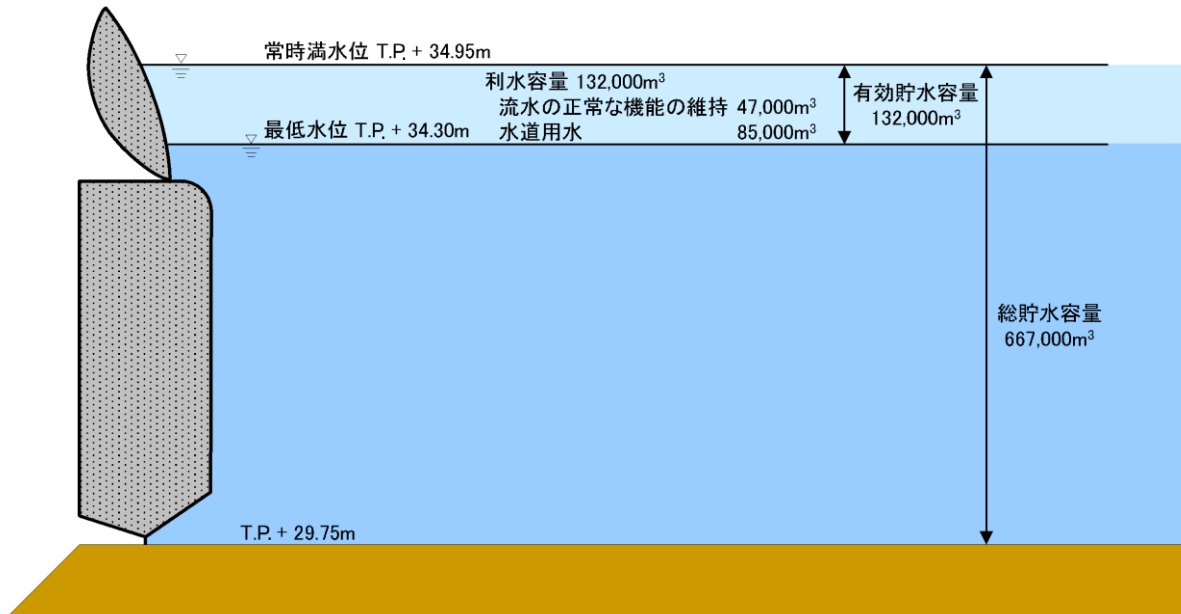 常時満水位 T.P. + 34.95m
利水容量 132,000m³
流水の正常な機能の維持 47,000m³
水道用水 85,000m³
有効貯水容量
132,000m³
最低水位 T.P. + 34.30m
総貯水容量
667,000m³
T.P. + 29.75m